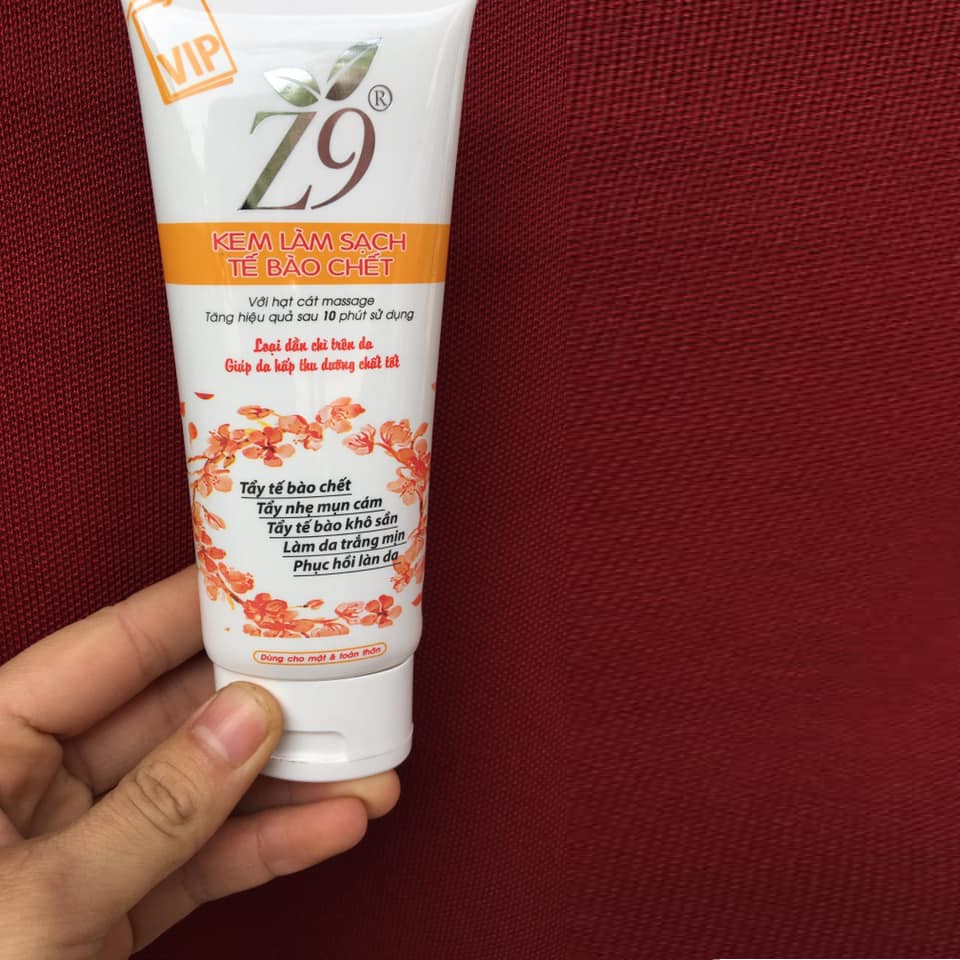 VIP
Z9®
KEM LÀM SẠCH
TẾ BÀO CHẾT
Với hạt cát massage
Tăng hiệu quả sau 10 phút sử dụng
Loại dần chì trên da
Giúp da hấp thu dưỡng chất tốt
Tẩy tế bào chết
Tẩy nhẹ mụn cám
Tẩy tế bào khô sần
Làm da trắng mịn
Phục hồi làn da
Dùng cho mặt & toàn thân